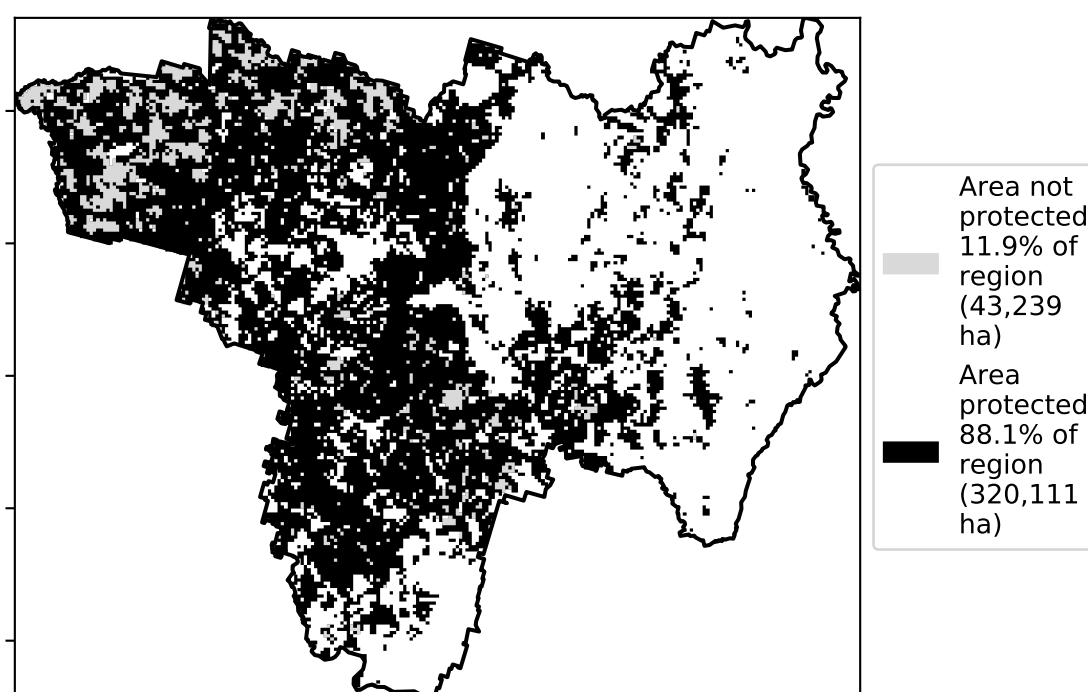 Area not
protected
11.9% of
region
(43,239
ha)
Area
protected
88.1% of
region
(320,111
ha)